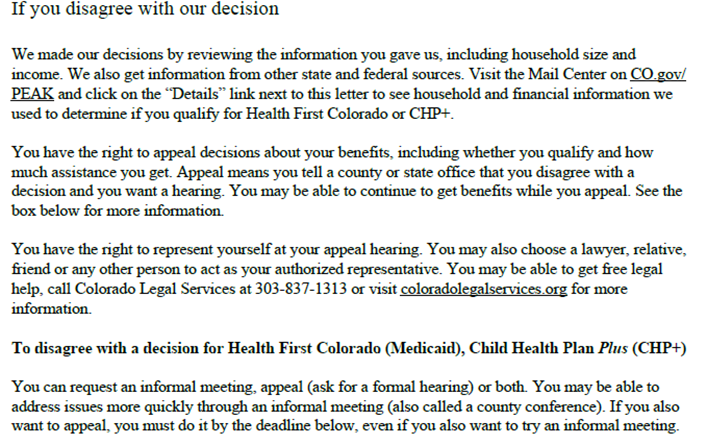 If you disagree with our decision
We made our decisions by reviewing the information you gave us, including household size and
income. We also get information from other state and federal sources. Visit the Mail Center on CO.gov/
PEAK and click on the “Details” link next to this letter to see household and financial information we
used to determine if you qualify for Health First Colorado or CHP+.
You have the right to appeal decisions about your benefits, including whether you qualify and how
much assistance you get. Appeal means you tell a county or state office that you disagree with a
decision and you want a hearing. You may be able to continue to get benefits while you appeal. See the
box below for more information.
You have the right to represent yourself at your appeal hearing. You may also choose a lawyer, relative,
friend or any other person to act as your authorized representative. You may be able to get free legal
help, call Colorado Legal Services at 303-837-1313 or visit coloradolegalservices.org for more
information.
To disagree with a decision for Health First Colorado (Medicaid), Child Health Plan Plus (CHP+)
You can request an informal meeting, appeal (ask for a formal hearing) or both. You may be able to
address issues more quickly through an informal meeting (also called a county conference). If you also
want to appeal, you must do it by the deadline below, even if you also want to try an informal meeting.